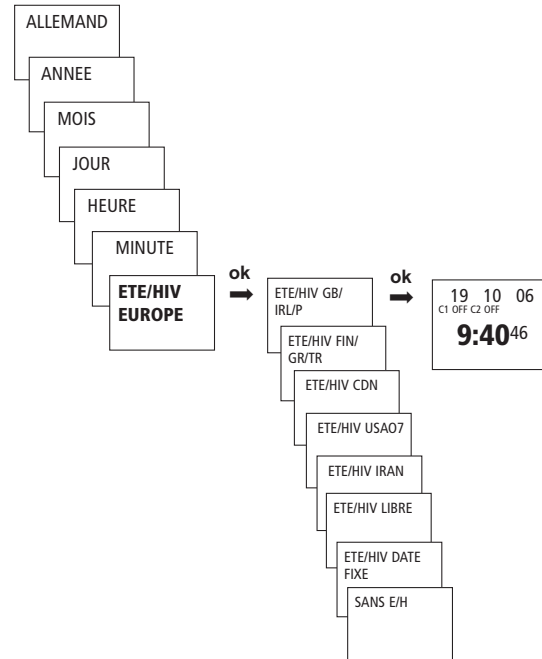 ALLEMAND
ANNEE
MOIS
JOUR
HEURE
MINUTE
ETE/HIV
EUROPE
ok
ETE/HIV GB/
IRL/P
ETE/HIV FIN/
GR/TR
ETE/HIV CDN
ETE/HIV USAO7
ETE/HIV IRAN
ETE/HIV LIBRE
ETE/HIV DATE
FIXE
SANS E/H
ok
19 10 06
C1 OFF C2 OFF
9:4046